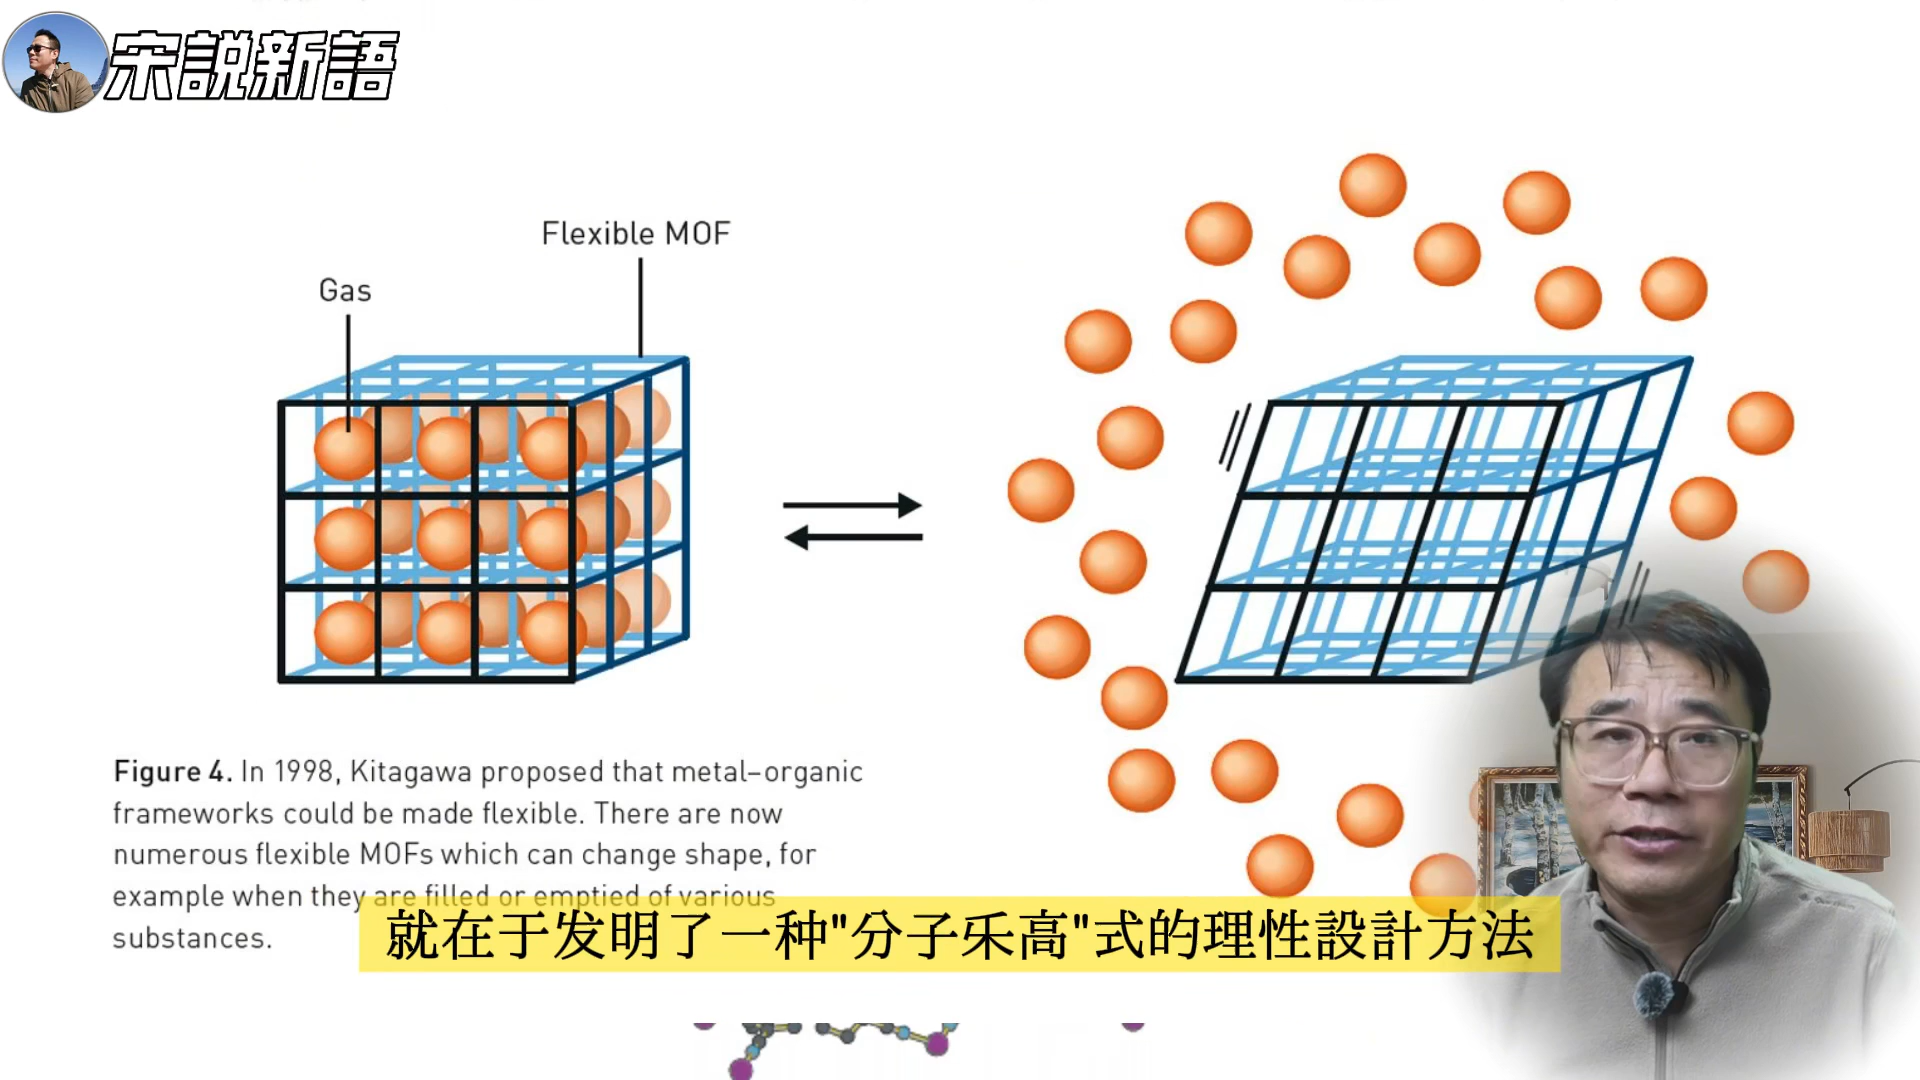 宋説新語
Flexible MOF
Gas
Figure 4. In 1998, Kitagawa proposed that metal–organic
frameworks could be made flexible. There are now
numerous flexible MOFs which can change shape, for
example when they are filled or emptied of various
substances.
就在于发明了一种"分子乐高"式的理性設計方法